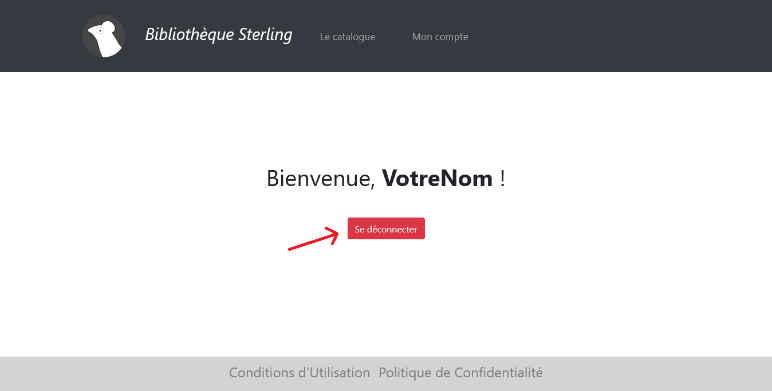 Bibliothèque Sterling
Le catalogue
Mon compte
Bienvenue, VotreNom !
Se déconnecter
Conditions d'Utilisation Politique de Confidentialité